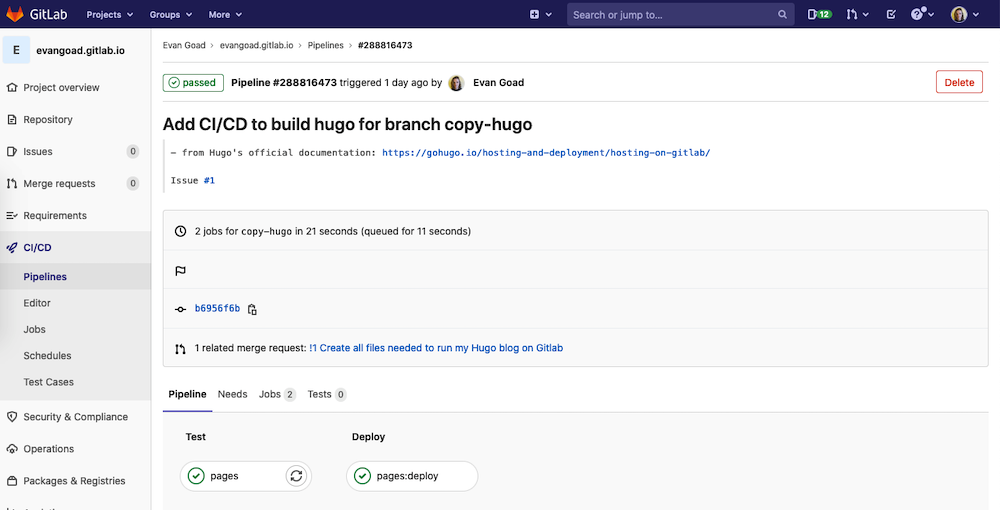 GitLab Projects Groups More Search or jump to... 12
E evangoad.gitlab.io
Project overview
Repository
Issues 0
Merge requests 0
Requirements
CI/CD
Pipelines
Editor
Jobs
Schedules
Test Cases
Security & Compliance
Operations
Packages & Registries
Evan Goad › evangoad.gitlab.io › Pipelines › #288816473
passed Pipeline #288816473 triggered 1 day ago by Evan Goad Delete
Add CI/CD to build hugo for branch copy-hugo
– from Hugo's official documentation: https://gohugo.io/hosting-and-deployment/hosting-on-gitlab/
Issue #1
2 jobs for copy-hugo in 21 seconds (queued for 11 seconds)
b6956f6b
1 related merge request: !1 Create all files needed to run my Hugo blog on Gitlab
Pipeline Needs Jobs 2 Tests 0
Test Deploy
pages pages:deploy